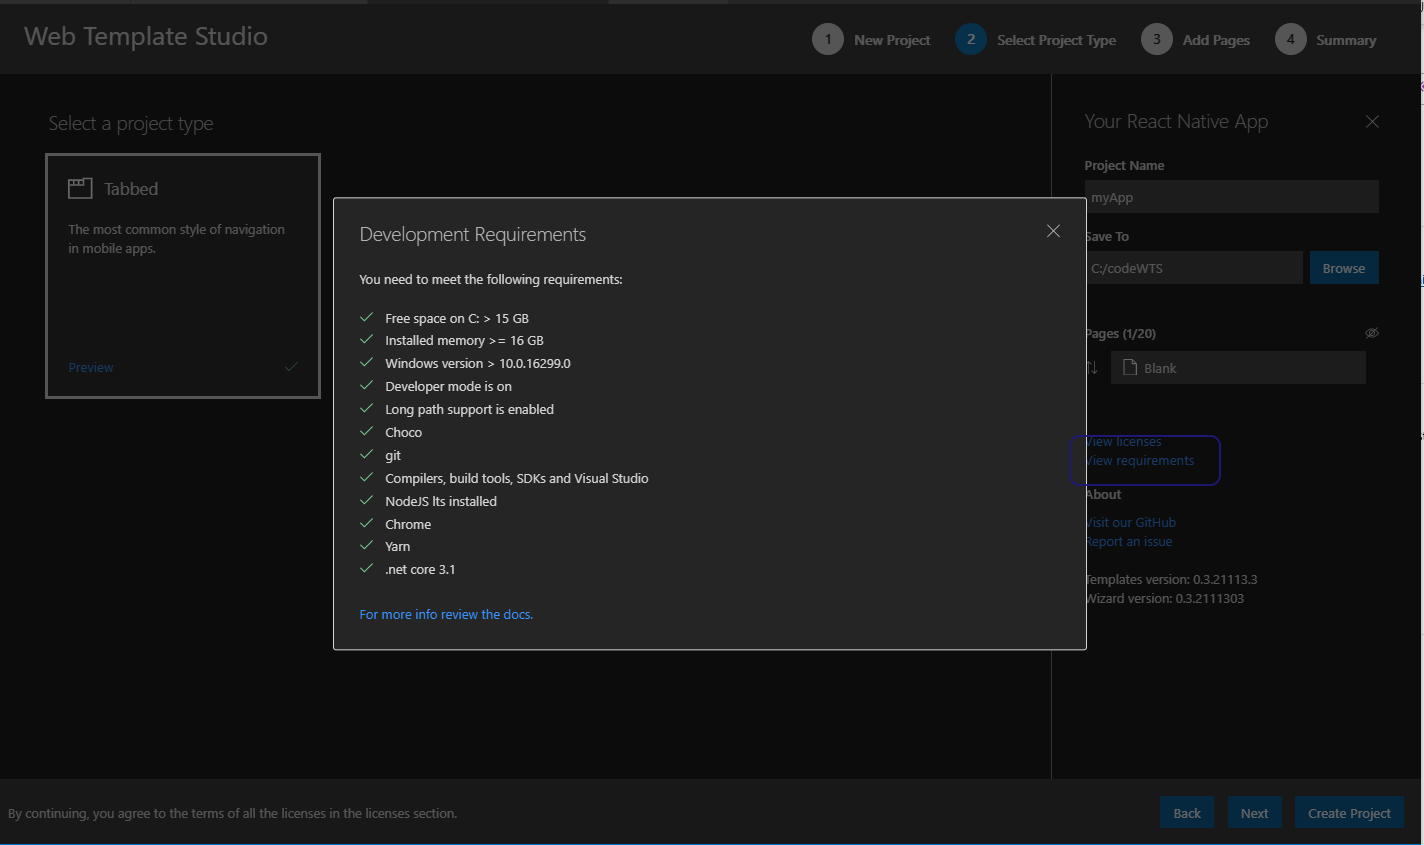 Web Template Studio
1 New Project
2 Select Project Type
3 Add Pages
4 Summary
Select a project type
Tabbed
The most common style of navigation
in mobile apps.
Preview
Development Requirements
You need to meet the following requirements:
Free space on C: > 15 GB
Installed memory >= 16 GB
Windows version > 10.0.16299.0
Developer mode is on
Long path support is enabled
Choco
git
Compilers, build tools, SDKs and Visual Studio
NodeJS lts installed
Chrome
Yarn
.net core 3.1
For more info review the docs.
Your React Native App
Project Name
myApp
Save To
C:/codeWTS
Browse
Pages (1/20)
Blank
View licenses
View requirements
About
Visit our GitHub
Report an issue
Templates version: 0.3.21113.3
Wizard version: 0.3.2111303
By continuing, you agree to the terms of all the licenses in the licenses section.
Back
Next
Create Project